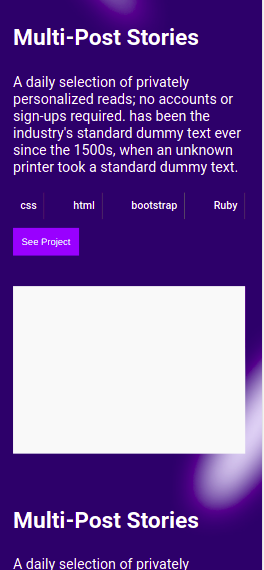 Multi-Post Stories
A daily selection of privately
personalized reads; no accounts or
sign-ups required. has been the
industry's standard dummy text ever
since the 1500s, when an unknown
printer took a standard dummy text.
css html bootstrap Ruby
See Project
Multi-Post Stories
A daily selection of privately